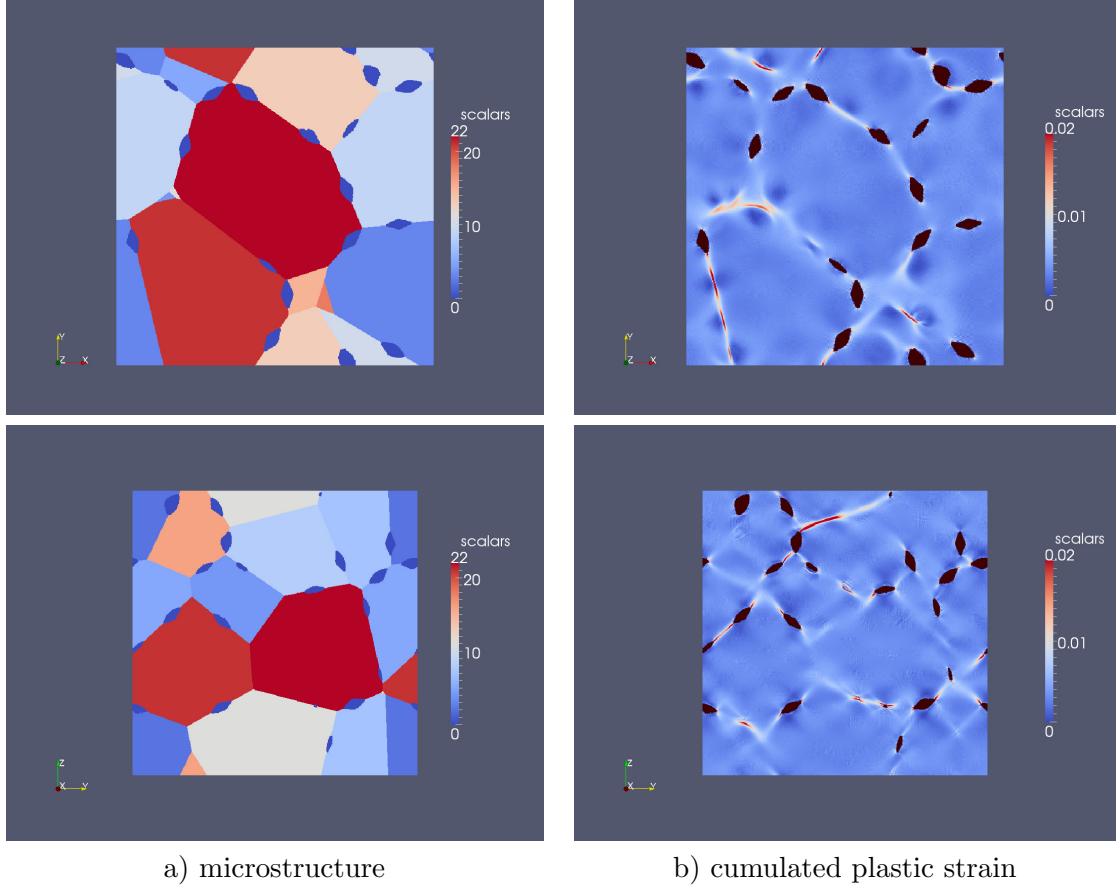 scalars
22
20
10
0
Y
Z X
scalars
0.02
0.01
0
Y
Z X
scalars
22
20
10
0
Z
X Y
scalars
0.02
0.01
0
Z
X Y
a) microstructure
b) cumulated plastic strain